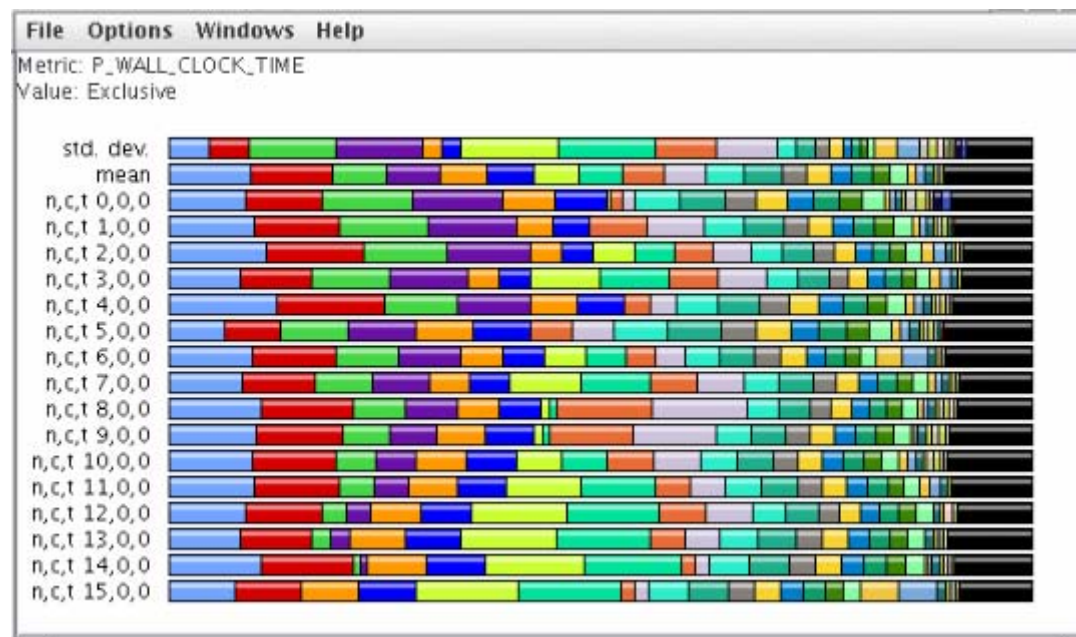 File Options Windows Help
Metric: P_WALL_CLOCK_TIME
Value: Exclusive
std. dev.
mean
n,c,t 0,0,0
n,c,t 1,0,0
n,c,t 2,0,0
n,c,t 3,0,0
n,c,t 4,0,0
n,c,t 5,0,0
n,c,t 6,0,0
n,c,t 7,0,0
n,c,t 8,0,0
n,c,t 9,0,0
n,c,t 10,0,0
n,c,t 11,0,0
n,c,t 12,0,0
n,c,t 13,0,0
n,c,t 14,0,0
n,c,t 15,0,0